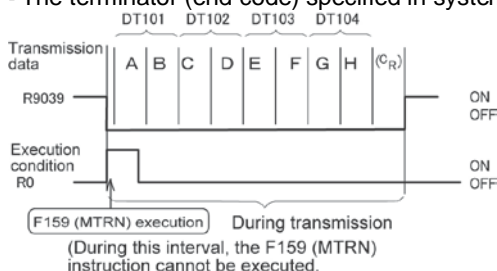 - The terminator (end code) specified in system
DT101 DT102 DT103 DT104
Transmission data
A B C D E F G H (CR)
R9039
ON
OFF
Execution condition
R0
ON
OFF
F159 (MTRN) execution
During transmission
(During this interval, the F159 (MTRN)
instruction cannot be executed.